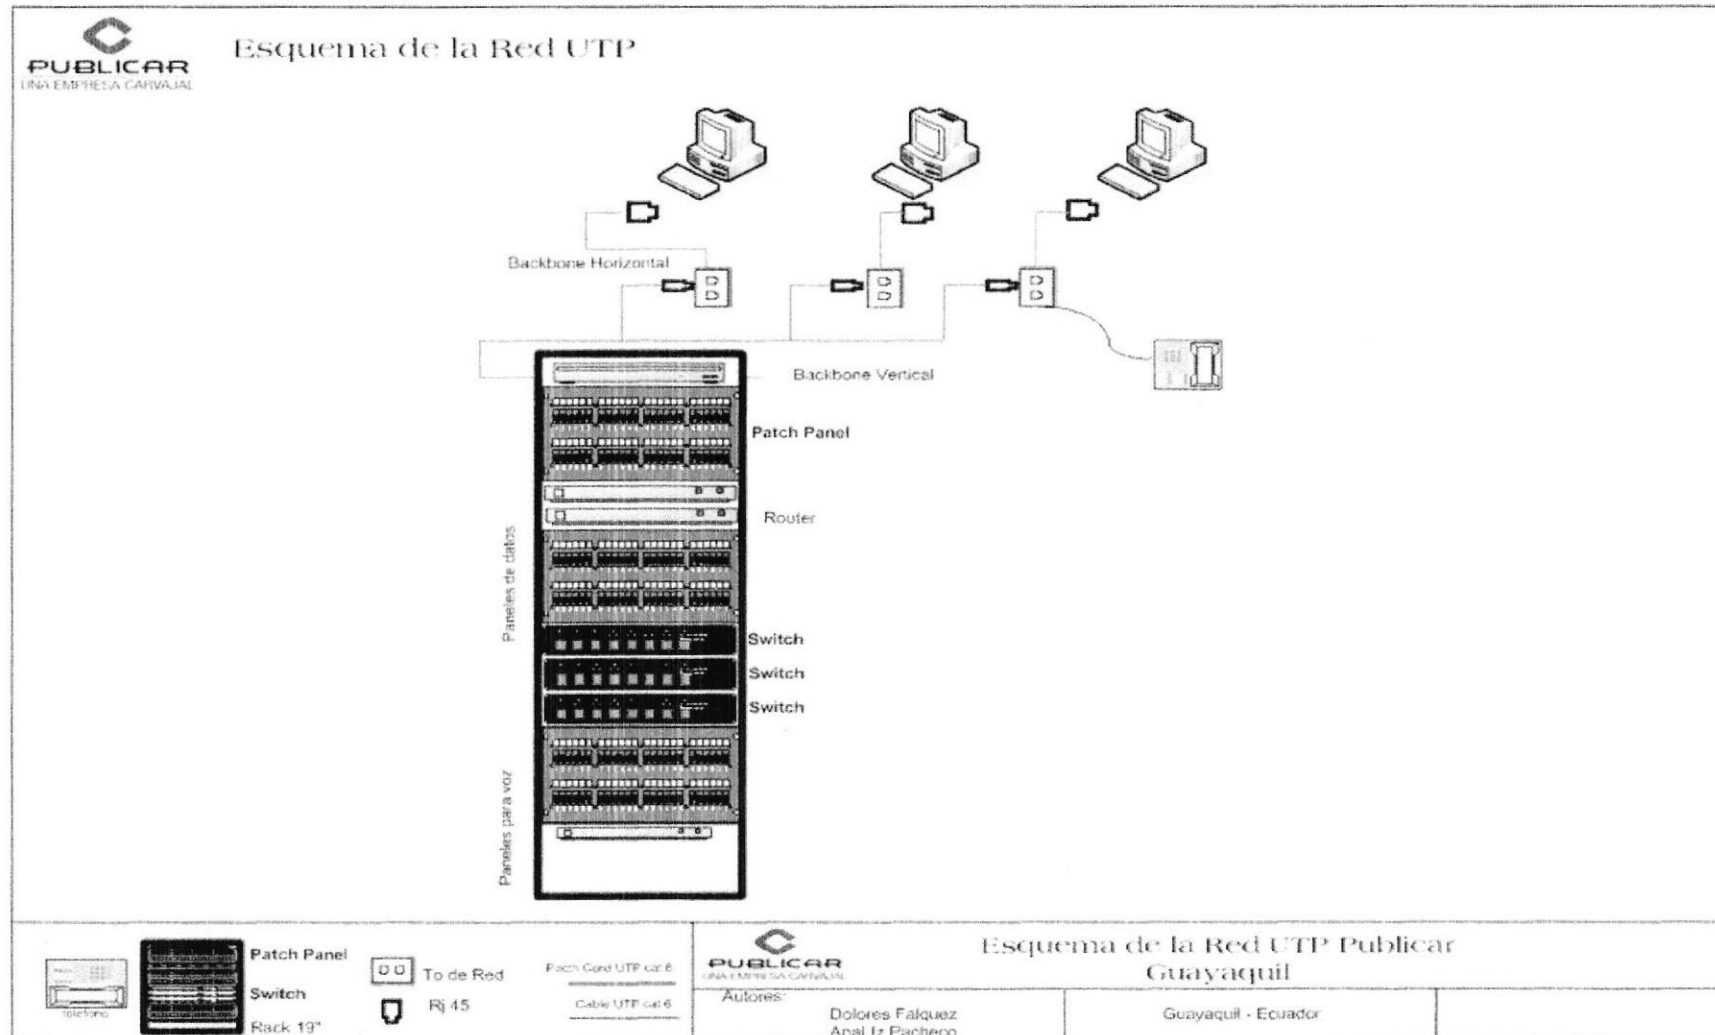 PUBLICAR
UNA EMPRESA CARVAJAL
Esquema de la Red UTP
Backbone Horizontal
Backbone Vertical
Patch Panel
Router
Paneles de datos
Switch
Switch
Switch
Paneles para voz
telefono
Patch Panel
Switch
Rack 19"
To de Red
Rj 45
Patch Cord UTP cat 6
Cable UTP cat 6
PUBLICAR
UNA EMPRESA CARVAJAL
Esquema de la Red UTP Publicar
Guayaquil
Autores:
Dolores Falquez
Pacheco
Guayaquil - Ecuador